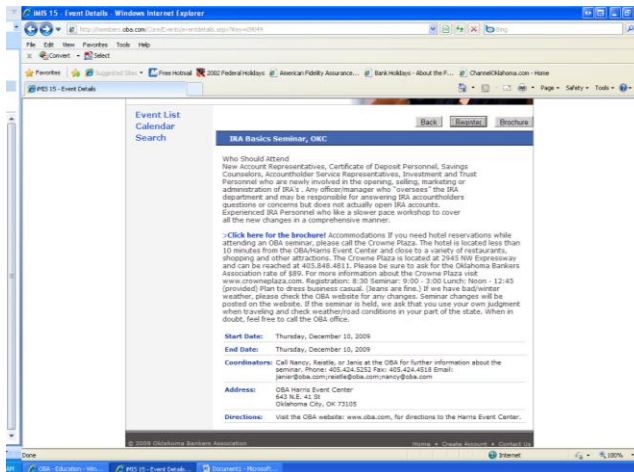 iMIS 15 - Event Details - Windows Internet Explorer
http://members.oba.com/Core/Events/eventdetails.aspx?iKey=
Bing
File Edit View Favorites Tools Help
x Convert Select
Favorites Suggested Sites Free Hotmail 2002 Federal Holidays American Fidelity Assurance... Bank Holidays - About the F... ChannelOklahoma.com - Home
iMIS 15 - Event Details
Page Safety Tools
Event List
Calendar
Search
Back Register Brochure
IRA Basics Seminar, OKC
Who Should Attend
New Account Representatives, Certificate of Deposit Personnel, Savings
Counselors, Accountholder Service Representatives, Investment and Trust
Personnel who are newly involved in the opening, selling, marketing or
administration of IRA's . Any officer/manager who "oversees" the IRA
department and may be responsible for answering IRA accountholders
questions or concerns but does not actually open IRA accounts.
Experienced IRA Personnel who like a slower pace workshop to cover
all the new changes in a comprehensive manner.
>Click here for the brochure! Accommodations If you need hotel reservations while
attending an OBA seminar, please call the Crowne Plaza. The hotel is located less than
10 minutes from the OBA/Harris Event Center and close to a variety of restaurants,
shopping and other attractions. The Crowne Plaza is located at 2945 NW Expressway
and can be reached at 405.848.4811. Please be sure to ask for the Oklahoma Bankers
Association rate of $89. For more information about the Crowne Plaza visit
www.crowneplaza.com. Registration: 8:30 Seminar: 9:00 - 3:00 Lunch: Noon - 12:45
(provided) Plan to dress business casual. (Jeans are fine.) If we have bad/winter
weather, please check the OBA website for any changes. Seminar changes will be
posted on the website. If the seminar is held, we ask that you use your own judgment
when traveling and check weather/road conditions in your part of the state. When in
doubt, feel free to call the OBA office.
Start Date: Thursday, December 10, 2009
End Date: Thursday, December 10, 2009
Coordinators: Call Nancy, Reistle, or Janis at the OBA for further information about the
seminar. Phone: 405.424.5252 Fax: 405.424.4518 Email:
janisr@oba.com;reistle@oba.com;nancy@oba.com
Address: OBA Harris Event Center
643 N.E. 41 St
Oklahoma City, OK 73105
Directions: Visit the OBA website: www.oba.com, for directions to the Harris Event Center.
© 2009 Oklahoma Bankers Association Home • Create Account • Contact Us
Done Internet 100%
AM OBA - Education - Win... iMIS 15 - Event Details... Document1 - Microsoft...